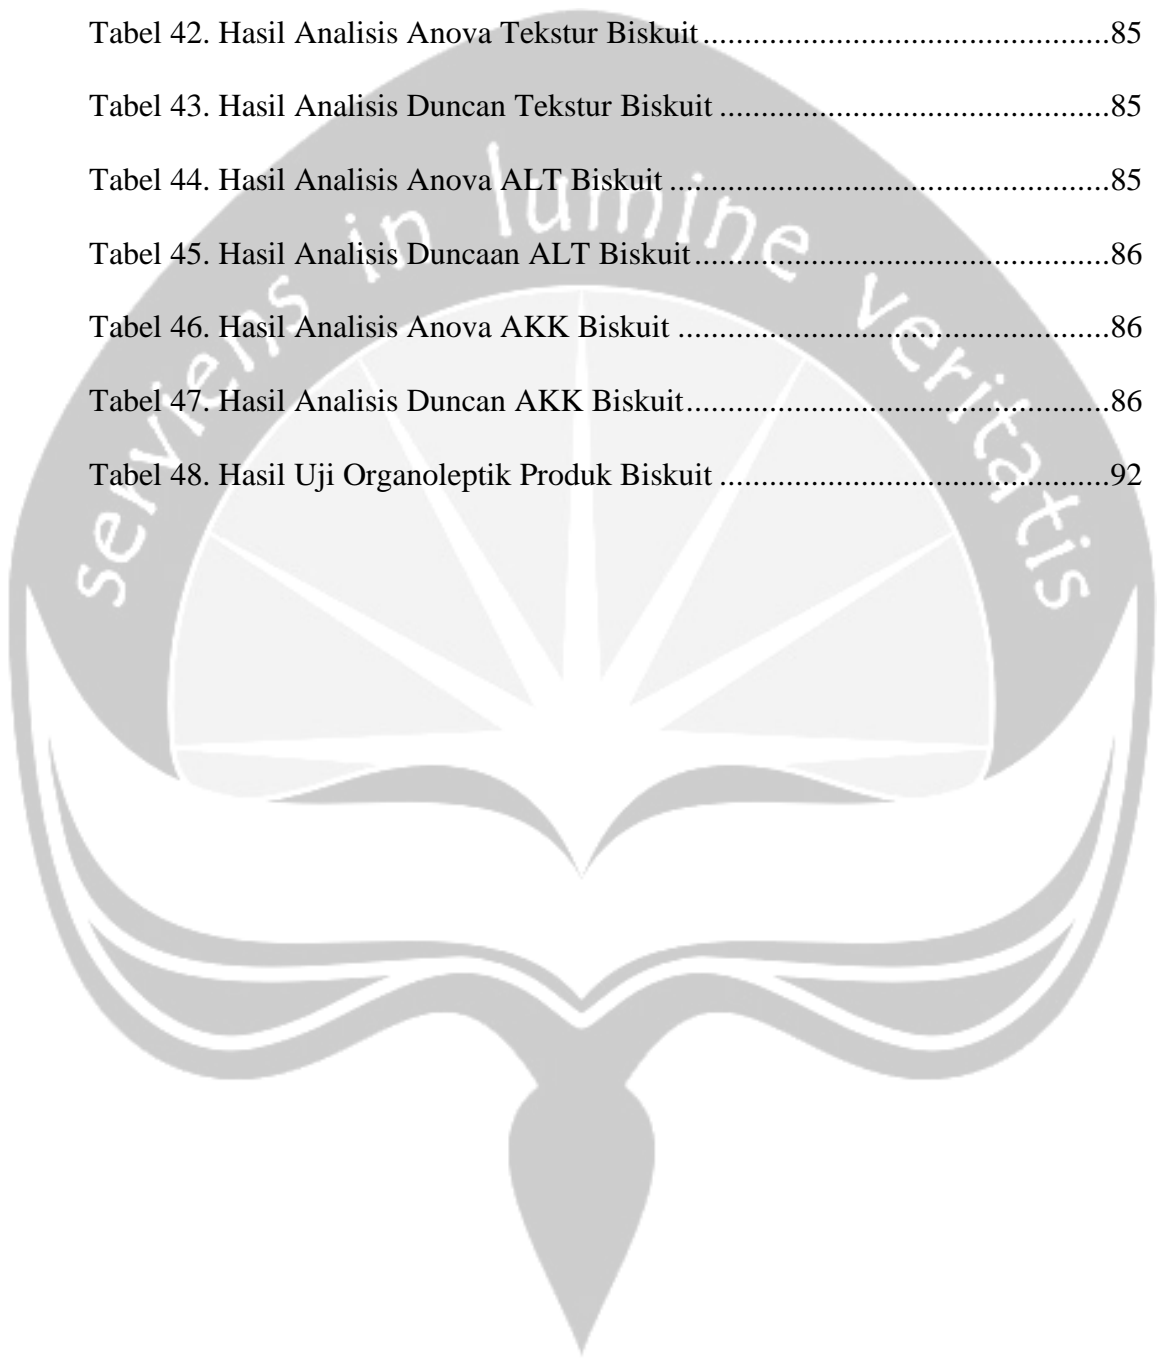 Tabel 42. Hasil Analisis Anova Tekstur Biskuit...................................................85
Tabel 43. Hasil Analisis Duncan Tekstur Biskuit .................................................85
Tabel 44. Hasil Analisis Anova ALT Biskuit .......................................................85
Tabel 45. Hasil Analisis Duncaan ALT Biskuit....................................................86
Tabel 46. Hasil Analisis Anova AKK Biskuit ......................................................86
Tabel 47. Hasil Analisis Duncan AKK Biskuit.....................................................86
Tabel 48. Hasil Uji Organoleptik Produk Biskuit .................................................92
serviens in lumine veritatis